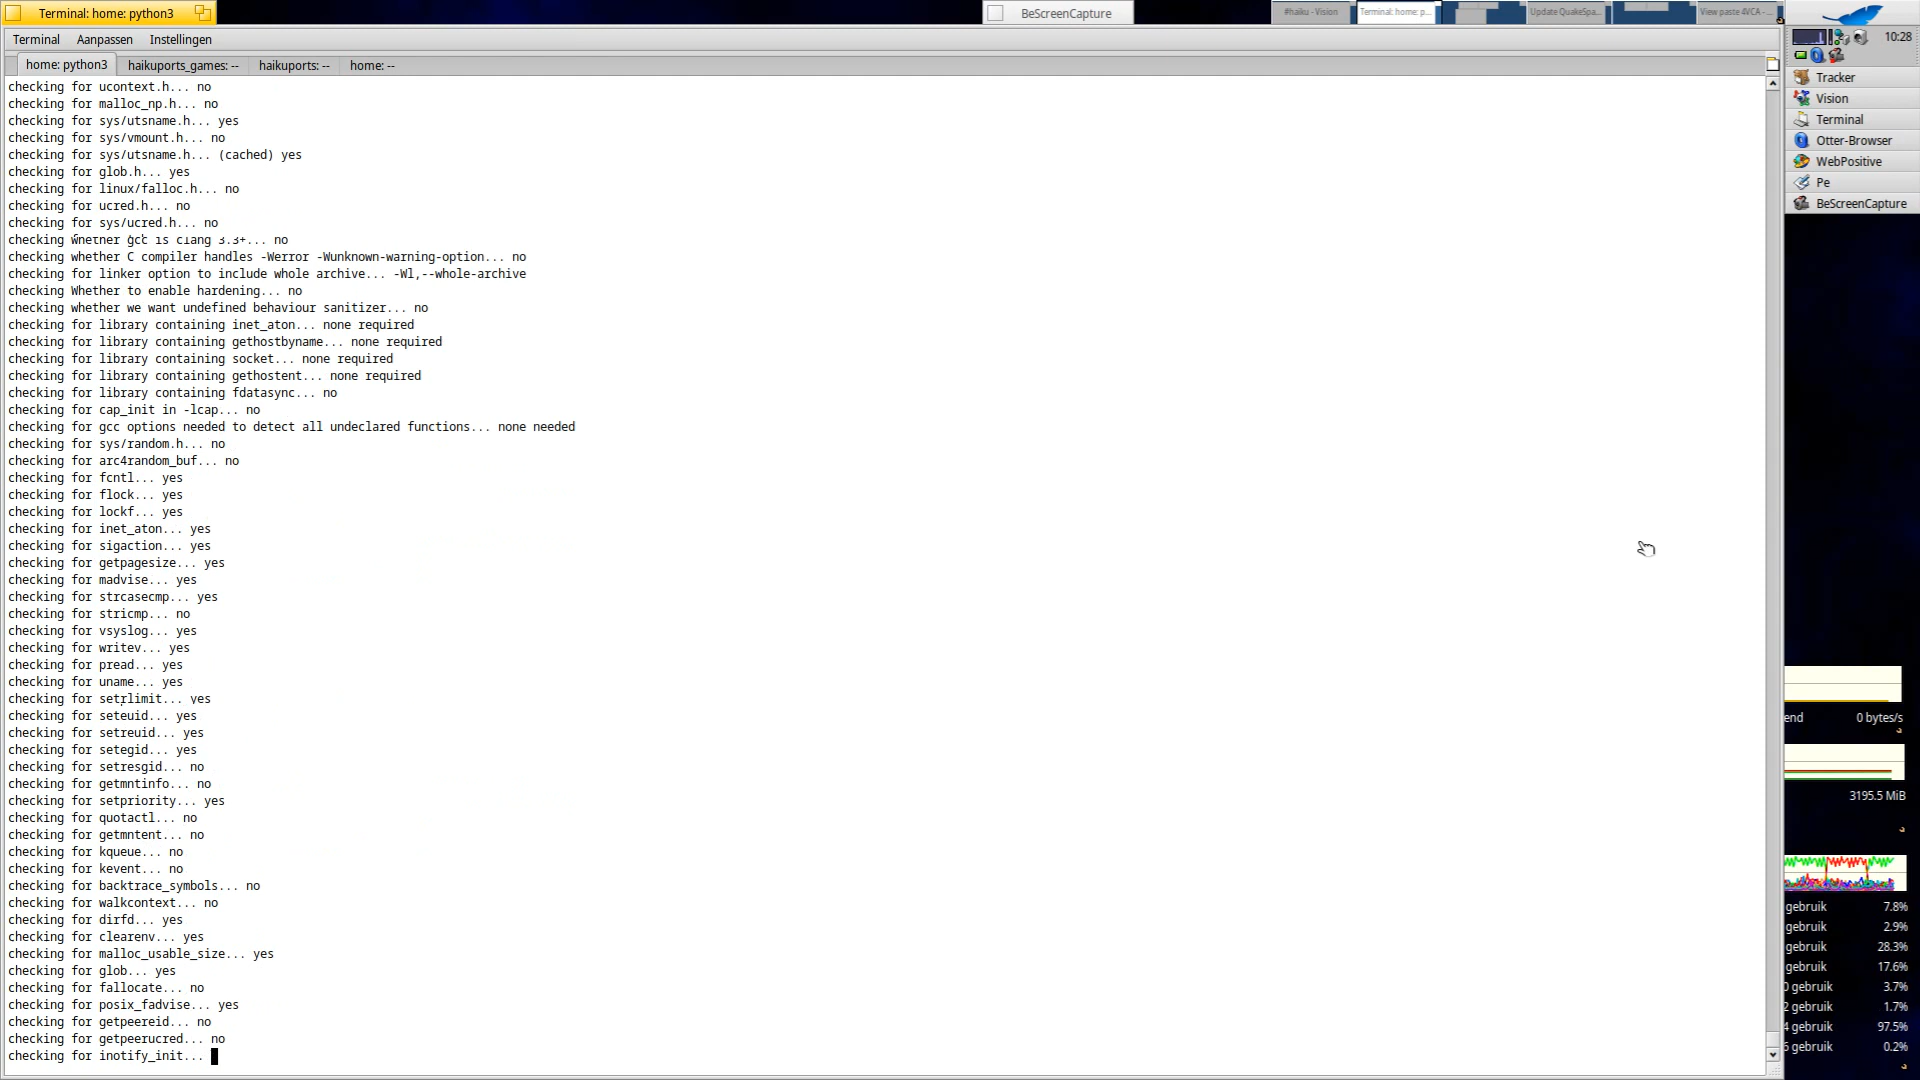 Terminal: home: python3
BeScreenCapture
#haiku - Vision
Terminal: home: p...
Update QuakeSpa...
View paste 4VCA - ...
Terminal Aanpassen Instellingen
10:28
home: python3 haikuports_games: -- haikuports: -- home: --
checking for ucontext.h... no
checking for malloc_np.h... no
checking for sys/utsname.h... yes
checking for sys/vmount.h... no
checking for sys/utsname.h... (cached) yes
checking for glob.h... yes
checking for linux/falloc.h... no
checking for ucred.h... no
checking for sys/ucred.h... no
checking whether gcc is clang 3.3+... no
checking whether C compiler handles -Werror -Wunknown-warning-option... no
checking for linker option to include whole archive... -Wl,--whole-archive
checking Whether to enable hardening... no
checking whether we want undefined behaviour sanitizer... no
checking for library containing inet_aton... none required
checking for library containing gethostbyname... none required
checking for library containing socket... none required
checking for library containing gethostent... none required
checking for library containing fdatasync... no
checking for cap_init in -lcap... no
checking for gcc options needed to detect all undeclared functions... none needed
checking for sys/random.h... no
checking for arc4random_buf... no
checking for fcntl... yes
checking for flock... yes
checking for lockf... yes
checking for inet_aton... yes
checking for sigaction... yes
checking for getpagesize... yes
checking for madvise... yes
checking for strcasecmp... yes
checking for stricmp... no
checking for vsyslog... yes
checking for writev... yes
checking for pread... yes
checking for uname... yes
checking for setrlimit... yes
checking for seteuid... yes
checking for setreuid... yes
checking for setegid... yes
checking for setresgid... no
checking for getmntinfo... no
checking for setpriority... yes
checking for quotactl... no
checking for getmntent... no
checking for kqueue... no
checking for kevent... no
checking for backtrace_symbols... no
checking for walkcontext... no
checking for dirfd... yes
checking for clearenv... yes
checking for malloc_usable_size... yes
checking for glob... yes
checking for fallocate... no
checking for posix_fadvise... yes
checking for getpeereid... no
checking for getpeerucred... no
checking for inotify_init...
Tracker
Vision
Terminal
Otter-Browser
WebPositive
Pe
BeScreenCapture
end 0 bytes/s
3195.5 MiB
gebruik 7.8%
gebruik 2.9%
gebruik 28.3%
gebruik 17.6%
0 gebruik 3.7%
2 gebruik 1.7%
4 gebruik 97.5%
6 gebruik 0.2%